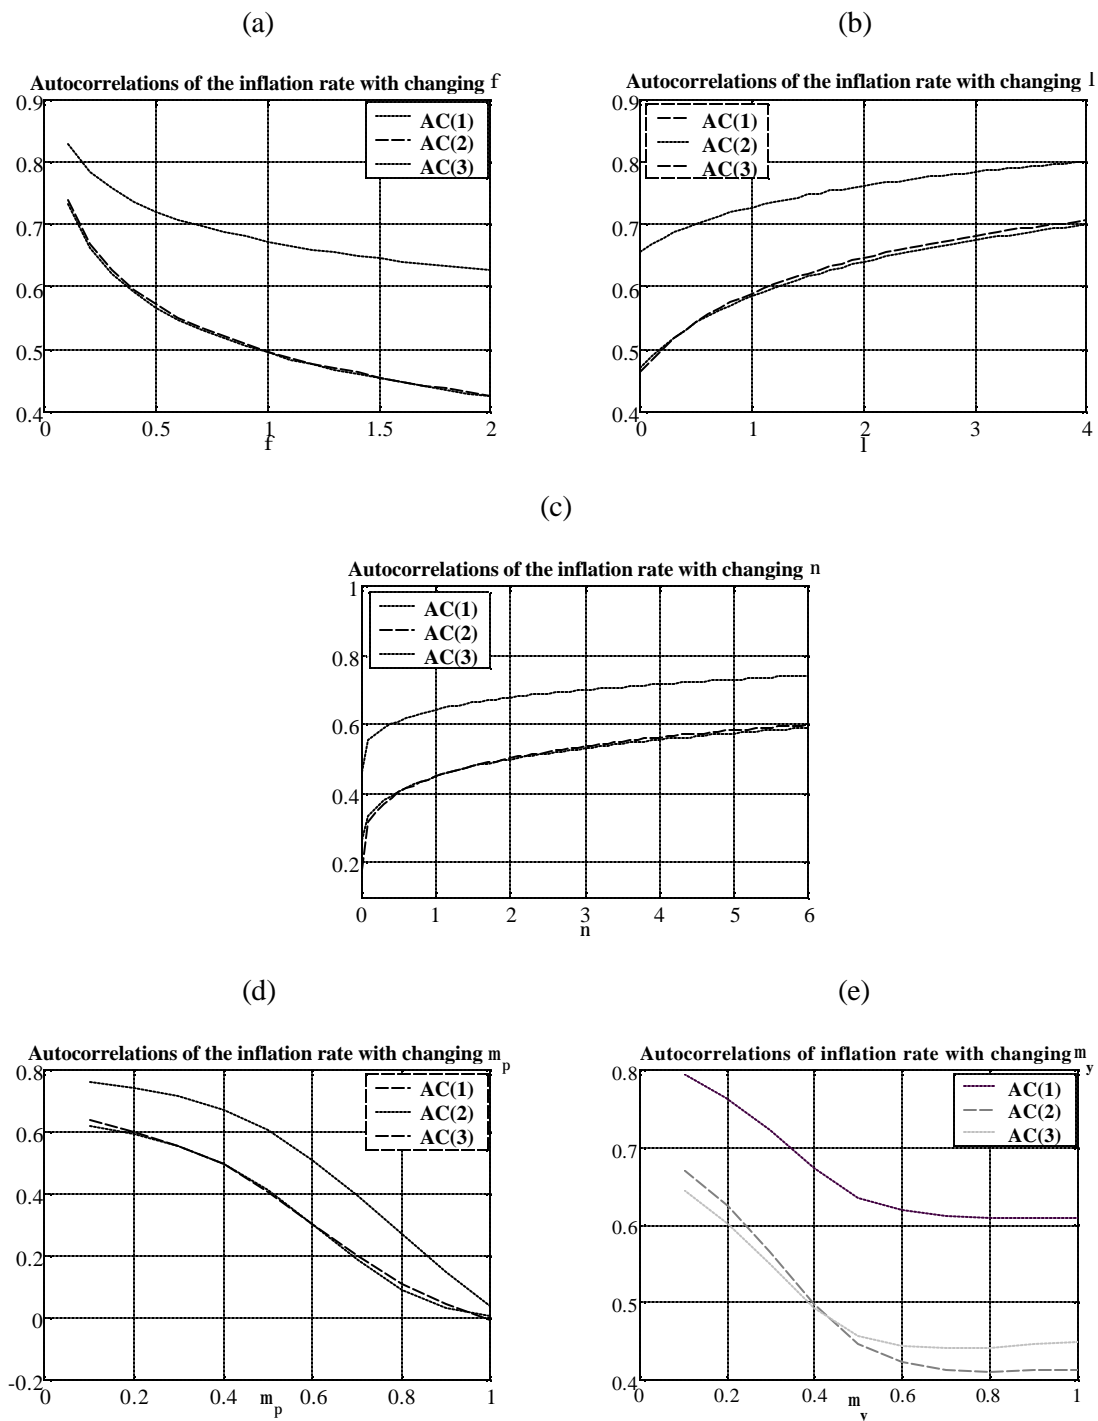 (a)
Autocorrelations of the inflation rate with changing f
0.9
0.8
0.7
0.6
0.5
0.4
AC(1)
AC(2)
AC(3)
0 0.5 1 1.5 2
f
(b)
Autocorrelations of the inflation rate with changing l
0.9
0.8
0.7
0.6
0.5
0.4
AC(1)
AC(2)
AC(3)
0 1 2 3 4
l
(c)
Autocorrelations of the inflation rate with changing n
1
0.8
0.6
0.4
0.2
AC(1)
AC(2)
AC(3)
0 1 2 3 4 5 6
n
(d)
Autocorrelations of the inflation rate with changing m p
0.8
0.6
0.4
0.2
0
-0.2
AC(1)
AC(2)
AC(3)
0 0.2 0.4 0.6 0.8 1
m p
(e)
Autocorrelations of inflation rate with changing m y
0.8
0.7
0.6
0.5
0.4
AC(1)
AC(2)
AC(3)
0 0.2 0.4 0.6 0.8 1
m y